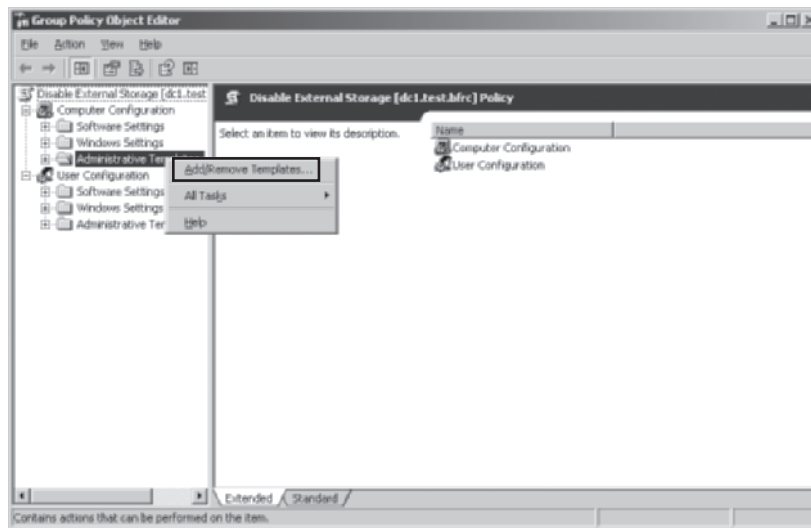 Group Policy Object Editor
File Action View Help
Disable External Storage [dc1.test
Computer Configuration
Software Settings
Windows Settings
Administrative Tem
User Configuration
Software Settings
Windows Settings
Administrative Ter
Add/Remove Templates...
All Tasks
Help
Disable External Storage [dc1.test.bfrc] Policy
Select an item to view its description.
Name
Computer Configuration
User Configuration
Extended Standard
Contains actions that can be performed on the item.